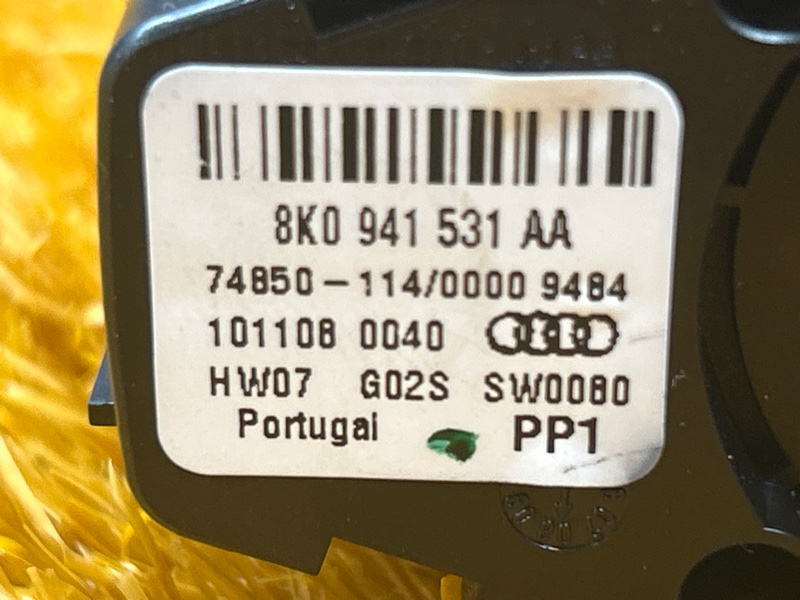 8K0 941 531 AA
74850-114/0000 9484
101108 0040
HW07 G02S SW0080
Portugal PP1